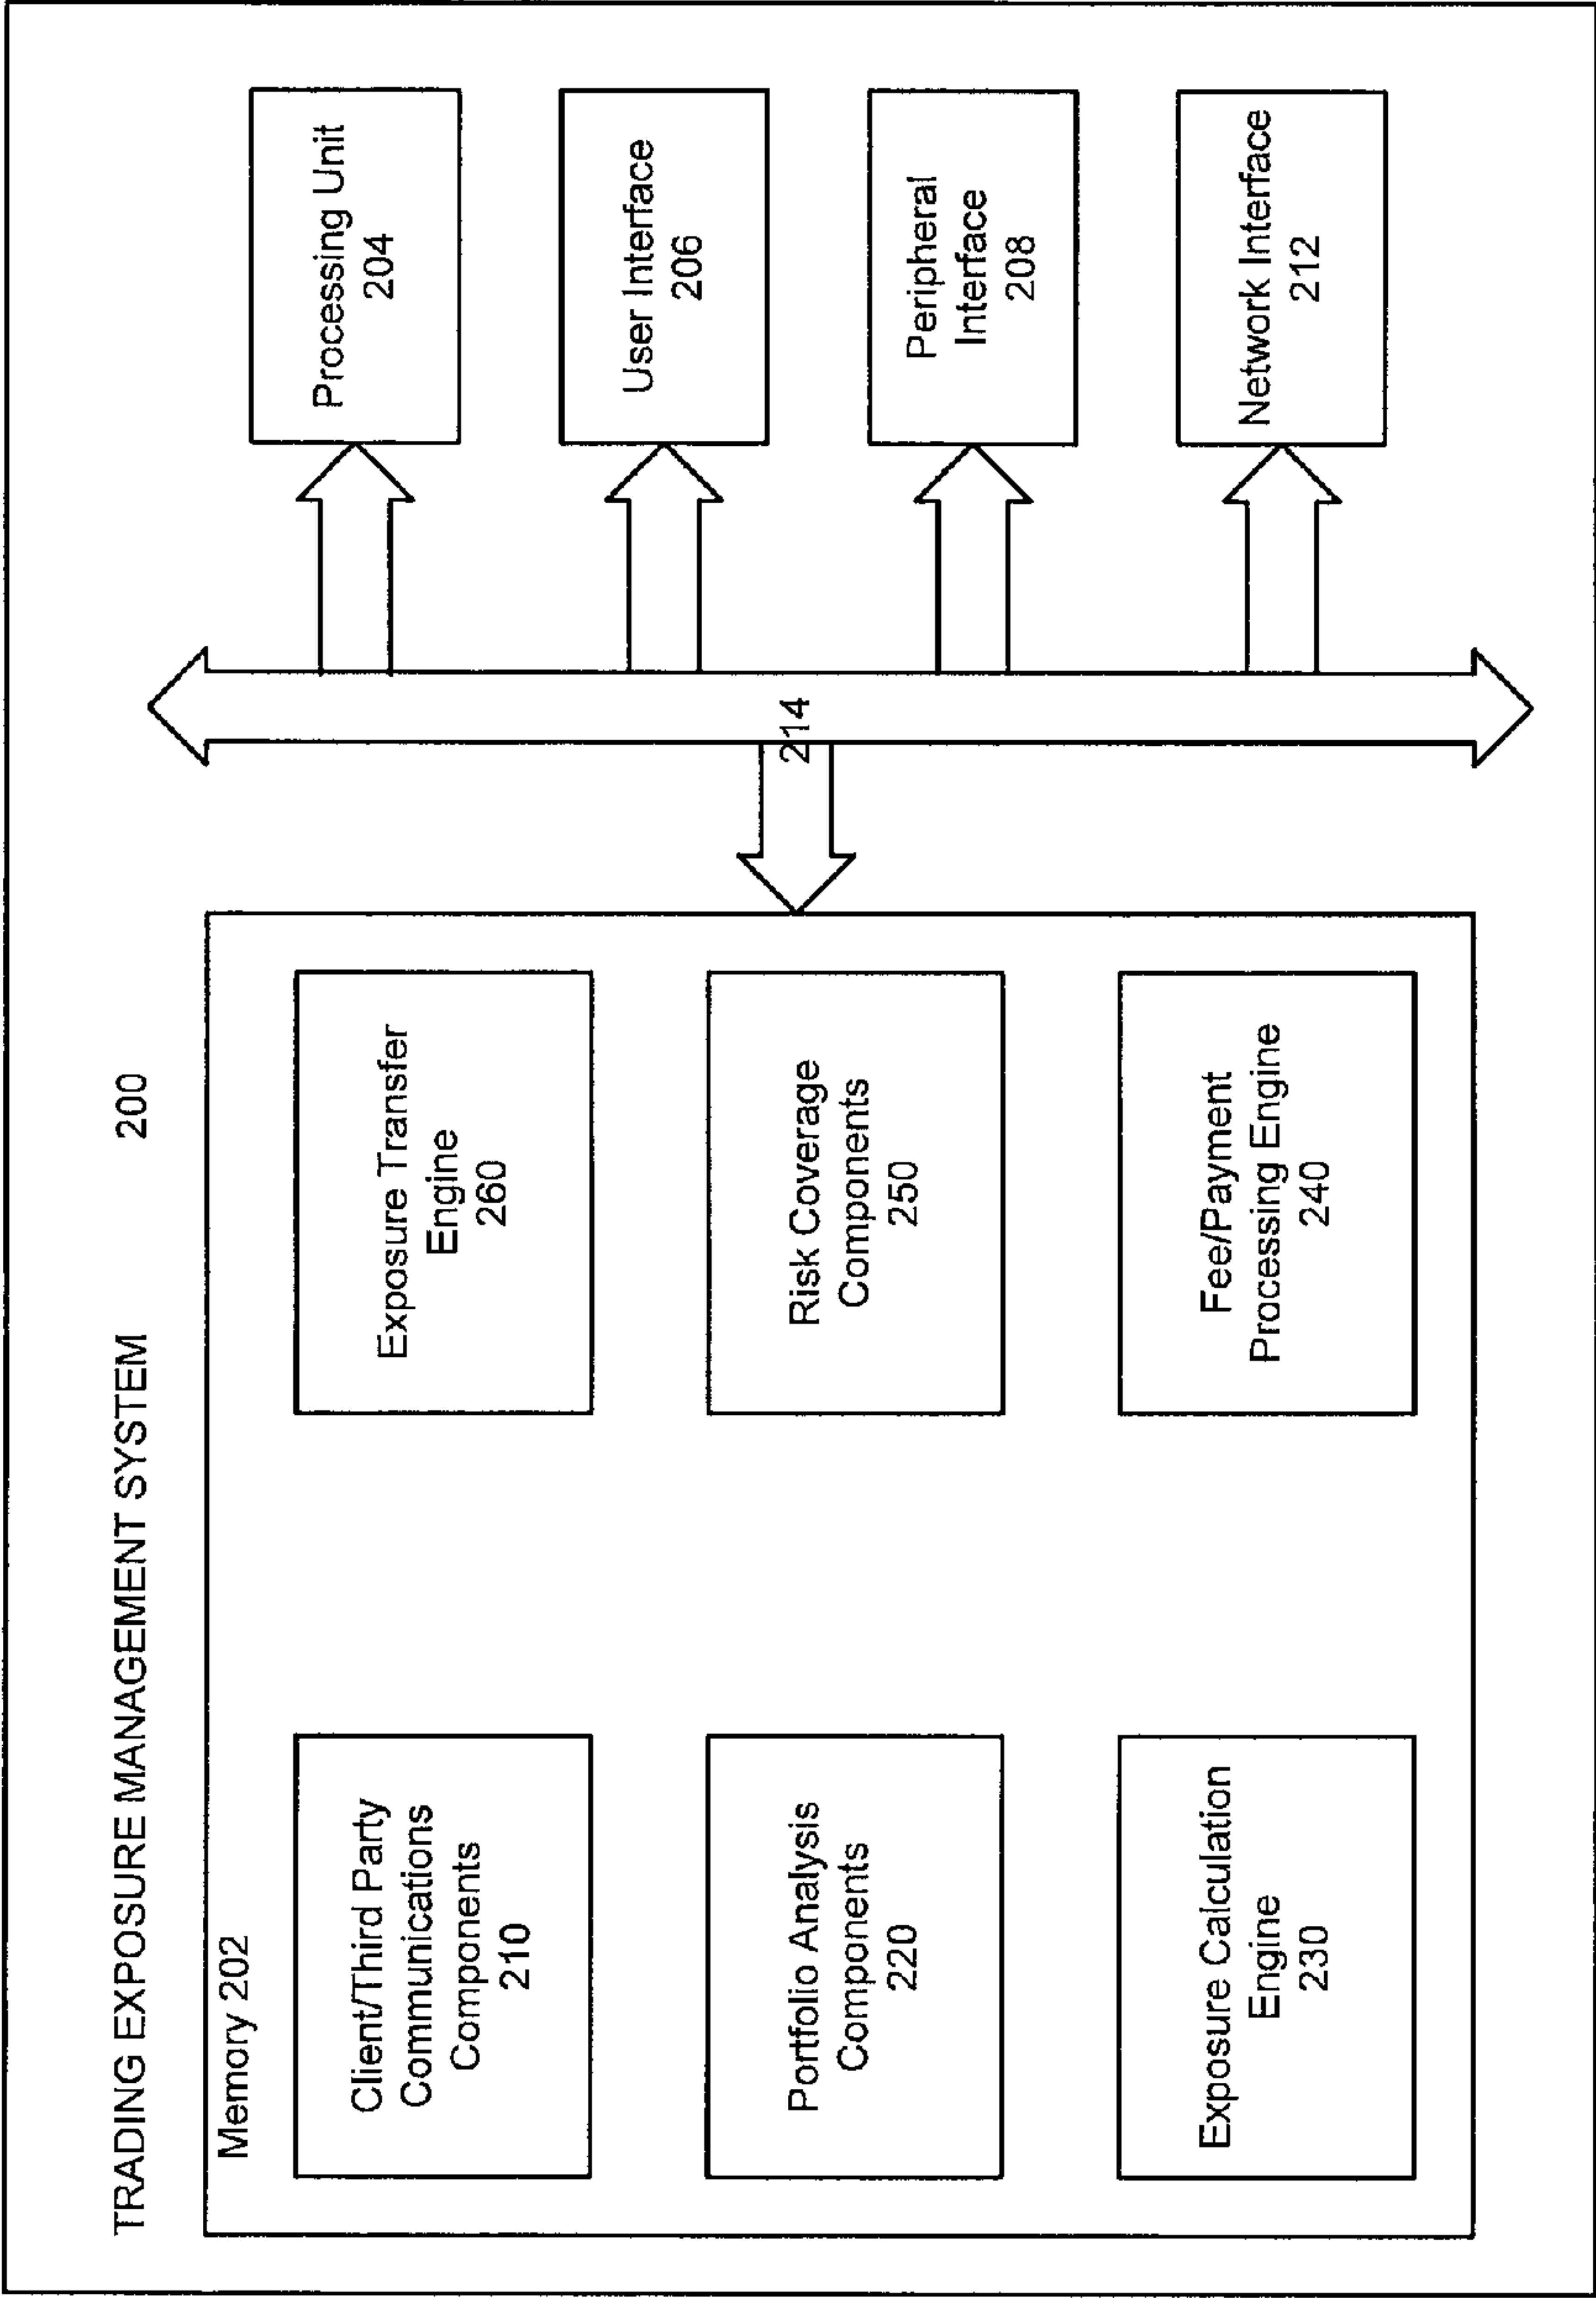 TRADING EXPOSURE MANAGEMENT SYSTEM 200
Memory 202
Client/Third Party
Communications
Components
210
Exposure Transfer
Engine
260
Portfolio Analysis
Components
220
Risk Coverage
Components
250
Exposure Calculation
Engine
230
Fee/Payment
Processing Engine
240
214
Processing Unit
204
User Interface
206
Peripheral
Interface
208
Network Interface
212